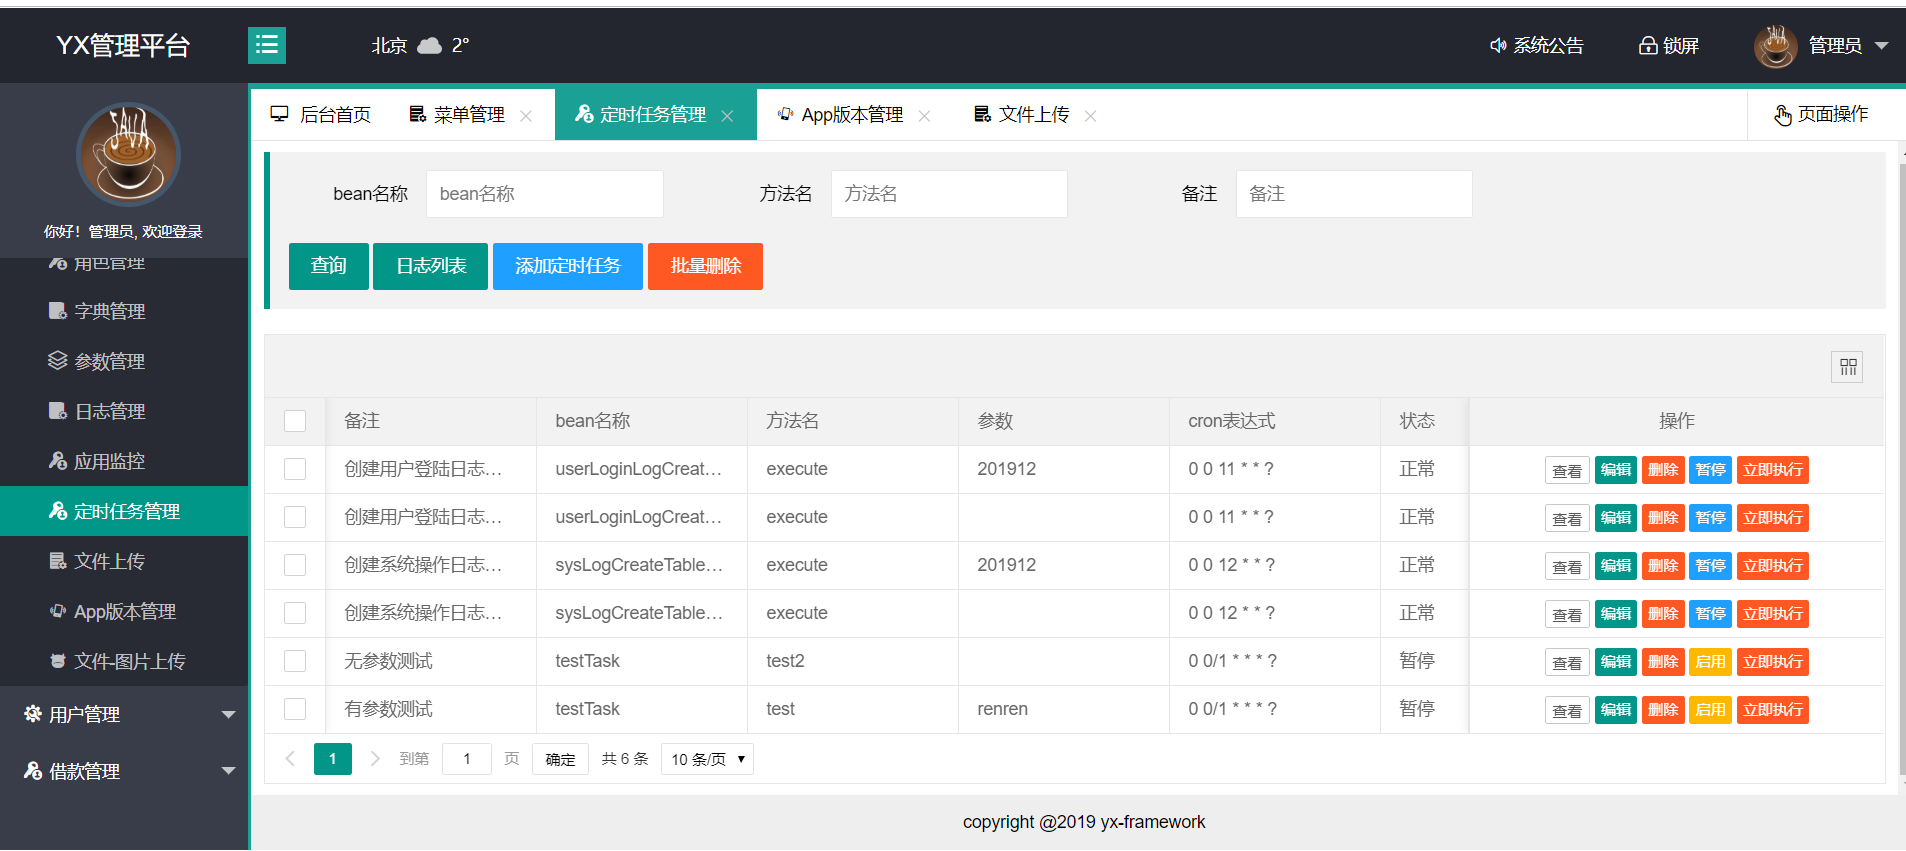 YX管理平台
北京 2°
系统公告
锁屏
管理员
你好！管理员, 欢迎登录
角色管理
字典管理
参数管理
日志管理
应用监控
定时任务管理
文件上传
App版本管理
文件-图片上传
用户管理
借款管理
后台首页 菜单管理 定时任务管理 App版本管理 文件上传 页面操作
bean名称 bean名称 方法名 方法名 备注 备注
查询 日志列表 添加定时任务 批量删除
备注 bean名称 方法名 参数 cron表达式 状态 操作
创建用户登陆日志... userLoginLogCreat... execute 201912 0 0 11 * * ? 正常 查看 编辑 删除 暂停 立即执行
创建用户登陆日志... userLoginLogCreat... execute 0 0 11 * * ? 正常 查看 编辑 删除 暂停 立即执行
创建系统操作日志... sysLogCreateTable... execute 201912 0 0 12 * * ? 正常 查看 编辑 删除 暂停 立即执行
创建系统操作日志... sysLogCreateTable... execute 0 0 12 * * ? 正常 查看 编辑 删除 暂停 立即执行
无参数测试 testTask test2 0 0/1 * * * ? 暂停 查看 编辑 删除 启用 立即执行
有参数测试 testTask test renren 0 0/1 * * * ? 暂停 查看 编辑 删除 启用 立即执行
1 到第 1 页 确定 共 6 条 10 条/页
copyright @2019 yx-framework